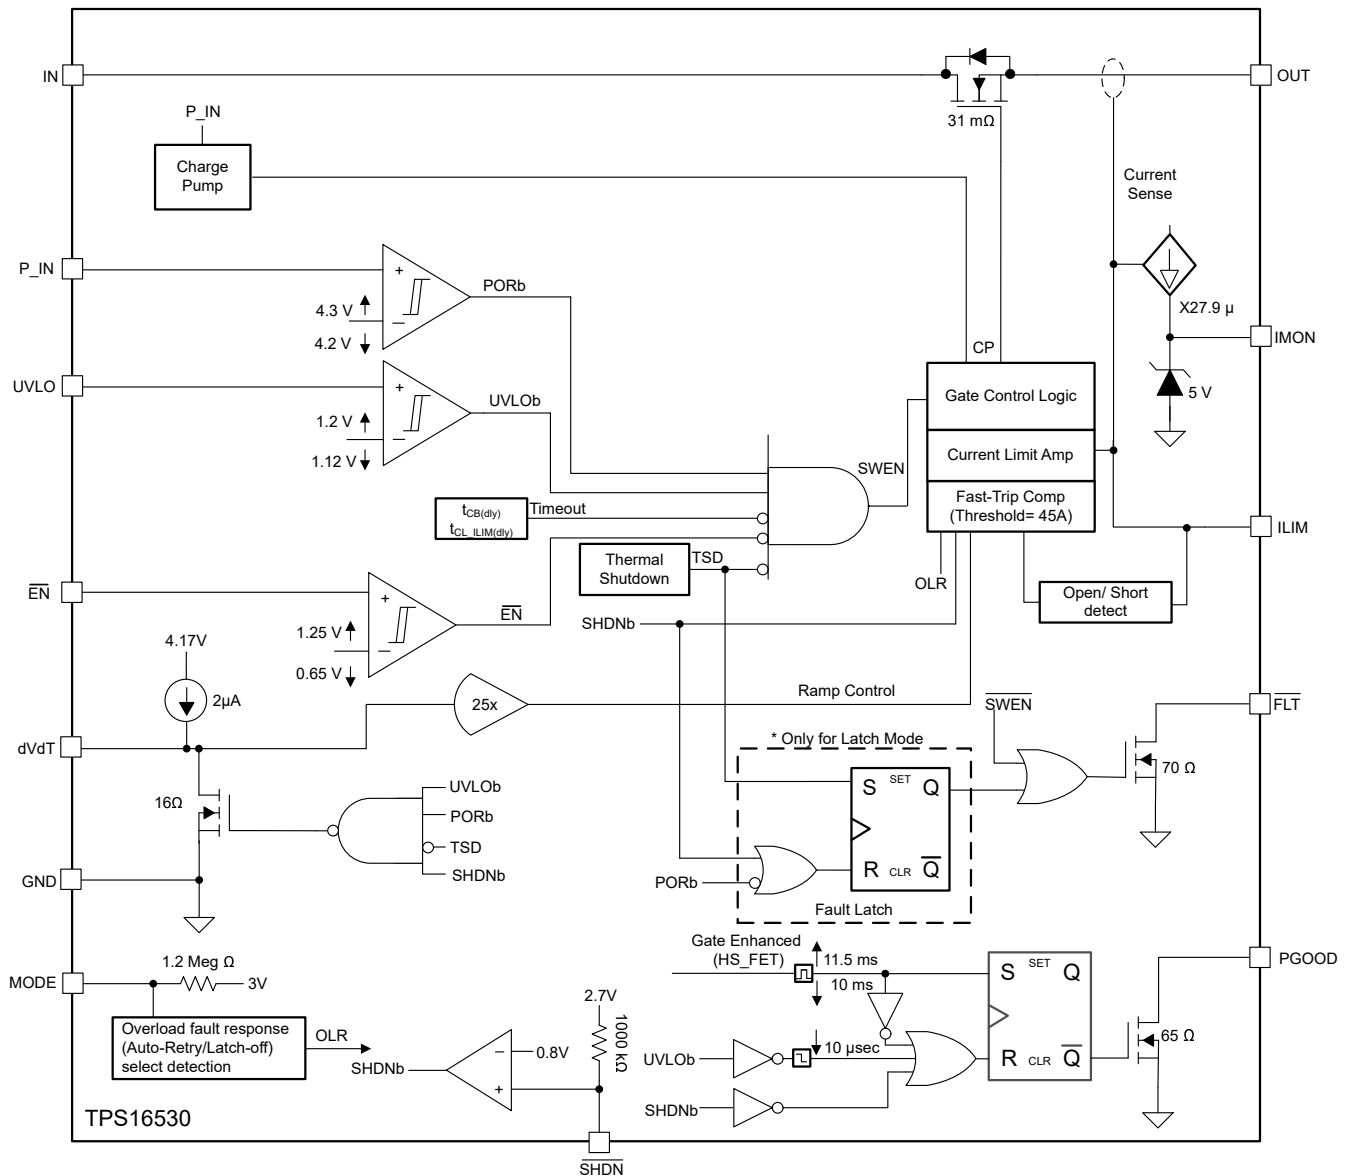 IN
OUT
31 mΩ
P_IN
Charge
Pump
Current
Sense
P_IN
+
−
4.3 V
4.2 V
PORb
X27.9 µ
IMON
5 V
CP
UVLO
+
−
1.2 V
1.12 V
UVLOb
Gate Control Logic
Current Limit Amp
Fast-Trip Comp
(Threshold= 45A)
SWEN
tCB(dly)
tCL_ILIM(dly)
Timeout
ILIM
Thermal
Shutdown
TSD
OLR
Open/ Short
detect
EN
+
−
1.25 V
0.65 V
EN
SHDNb
4.17V
2µA
25x
Ramp Control
SWEN
FLT
dVdT
* Only for Latch Mode
70 Ω
S SET Q
R CLR Q
PORb
Fault Latch
16Ω
UVLOb
PORb
TSD
SHDNb
GND
Gate Enhanced
(HS_FET)
11.5 ms
10 ms
S SET Q
R CLR Q
PGOOD
65 Ω
MODE
1.2 Meg Ω
3V
Overload fault response
(Auto-Retry/Latch-off)
select detection
OLR
SHDNb
−
+
0.8V
2.7V
1000 kΩ
UVLOb
10 µsec
SHDNb
TPS16530
SHDN